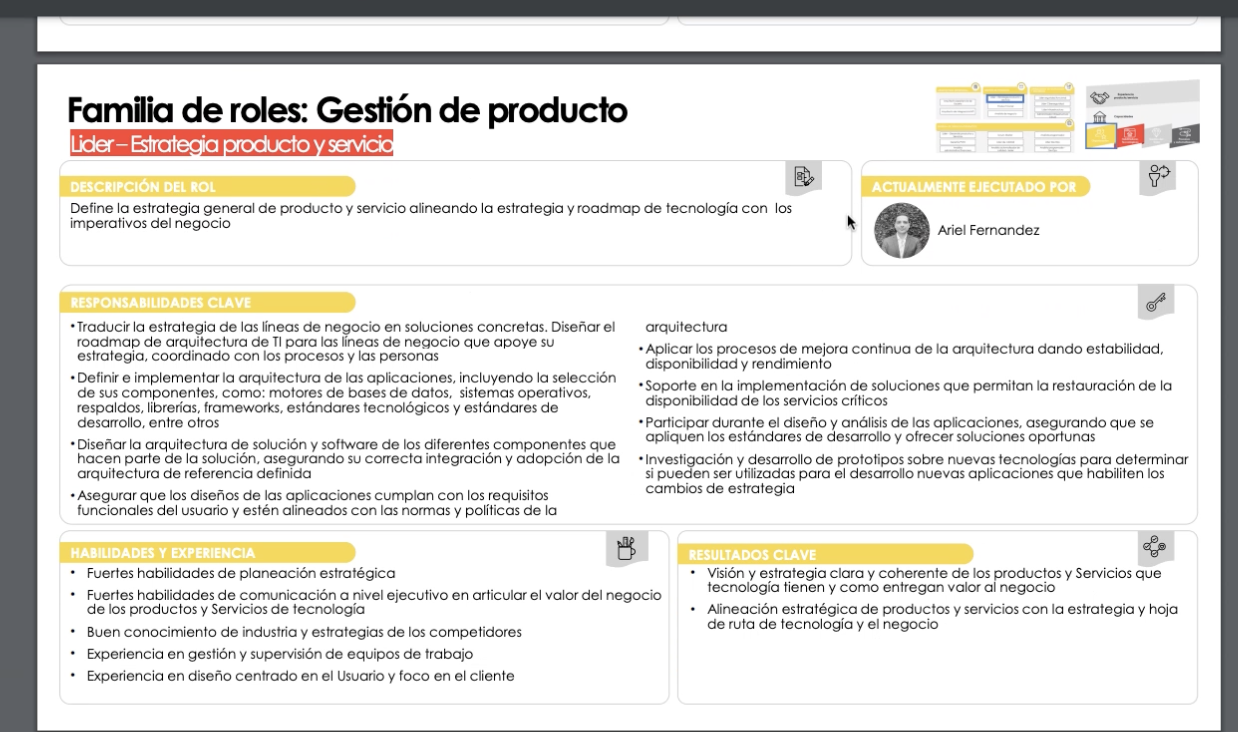 Familia de roles: Gestión de producto
Lider – Estrategia producto y servicio
DESCRIPCIÓN DEL ROL
Define la estrategia general de producto y servicio alineando la estrategia y roadmap de tecnología con los
imperativos del negocio
ACTUALMENTE EJECUTADO POR
Ariel Fernandez
RESPONSABILIDADES CLAVE
•Traducir la estrategia de las líneas de negocio en soluciones concretas. Diseñar el
roadmap de arquitectura de TI para las líneas de negocio que apoye su
estrategia, coordinado con los procesos y las personas
•Definir e implementar la arquitectura de las aplicaciones, incluyendo la selección
de sus componentes, como: motores de bases de datos, sistemas operativos,
respaldos, librerías, frameworks, estándares tecnológicos y estándares de
desarrollo, entre otros
•Diseñar la arquitectura de solución y software de los diferentes componentes que
hacen parte de la solución, asegurando su correcta integración y adopción de la
arquitectura de referencia definida
•Asegurar que los diseños de las aplicaciones cumplan con los requisitos
funcionales del usuario y estén alineados con las normas y políticas de la
arquitectura
•Aplicar los procesos de mejora continua de la arquitectura dando estabilidad,
disponibilidad y rendimiento
•Soporte en la implementación de soluciones que permitan la restauración de la
disponibilidad de los servicios críticos
•Participar durante el diseño y análisis de las aplicaciones, asegurando que se
apliquen los estándares de desarrollo y ofrecer soluciones oportunas
•Investigación y desarrollo de prototipos sobre nuevas tecnologías para determinar
si pueden ser utilizadas para el desarrollo nuevas aplicaciones que habiliten los
cambios de estrategia
HABILIDADES Y EXPERIENCIA
• Fuertes habilidades de planeación estratégica
• Fuertes habilidades de comunicación a nivel ejecutivo en articular el valor del negocio
de los productos y Servicios de tecnología
• Buen conocimiento de industria y estrategias de los competidores
• Experiencia en gestión y supervisión de equipos de trabajo
• Experiencia en diseño centrado en el Usuario y foco en el cliente
RESULTADOS CLAVE
• Visión y estrategia clara y coherente de los productos y Servicios que
tecnología tienen y como entregan valor al negocio
• Alineación estratégica de productos y servicios con la estrategia y hoja
de ruta de tecnología y el negocio